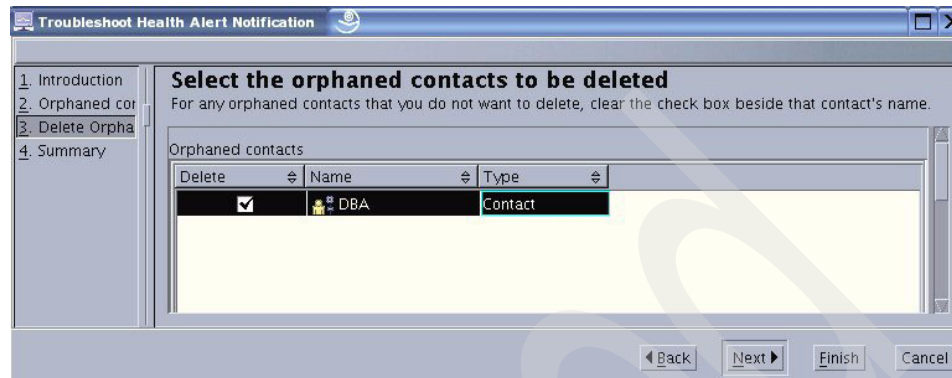 Troubleshoot Health Alert Notification
1. Introduction
2. Orphaned con
3. Delete Orpha
4. Summary
Select the orphaned contacts to be deleted
For any orphaned contacts that you do not want to delete, clear the check box beside that contact's name.
Orphaned contacts
Delete Name Type
DBA Contact
Back Next Finish Cancel